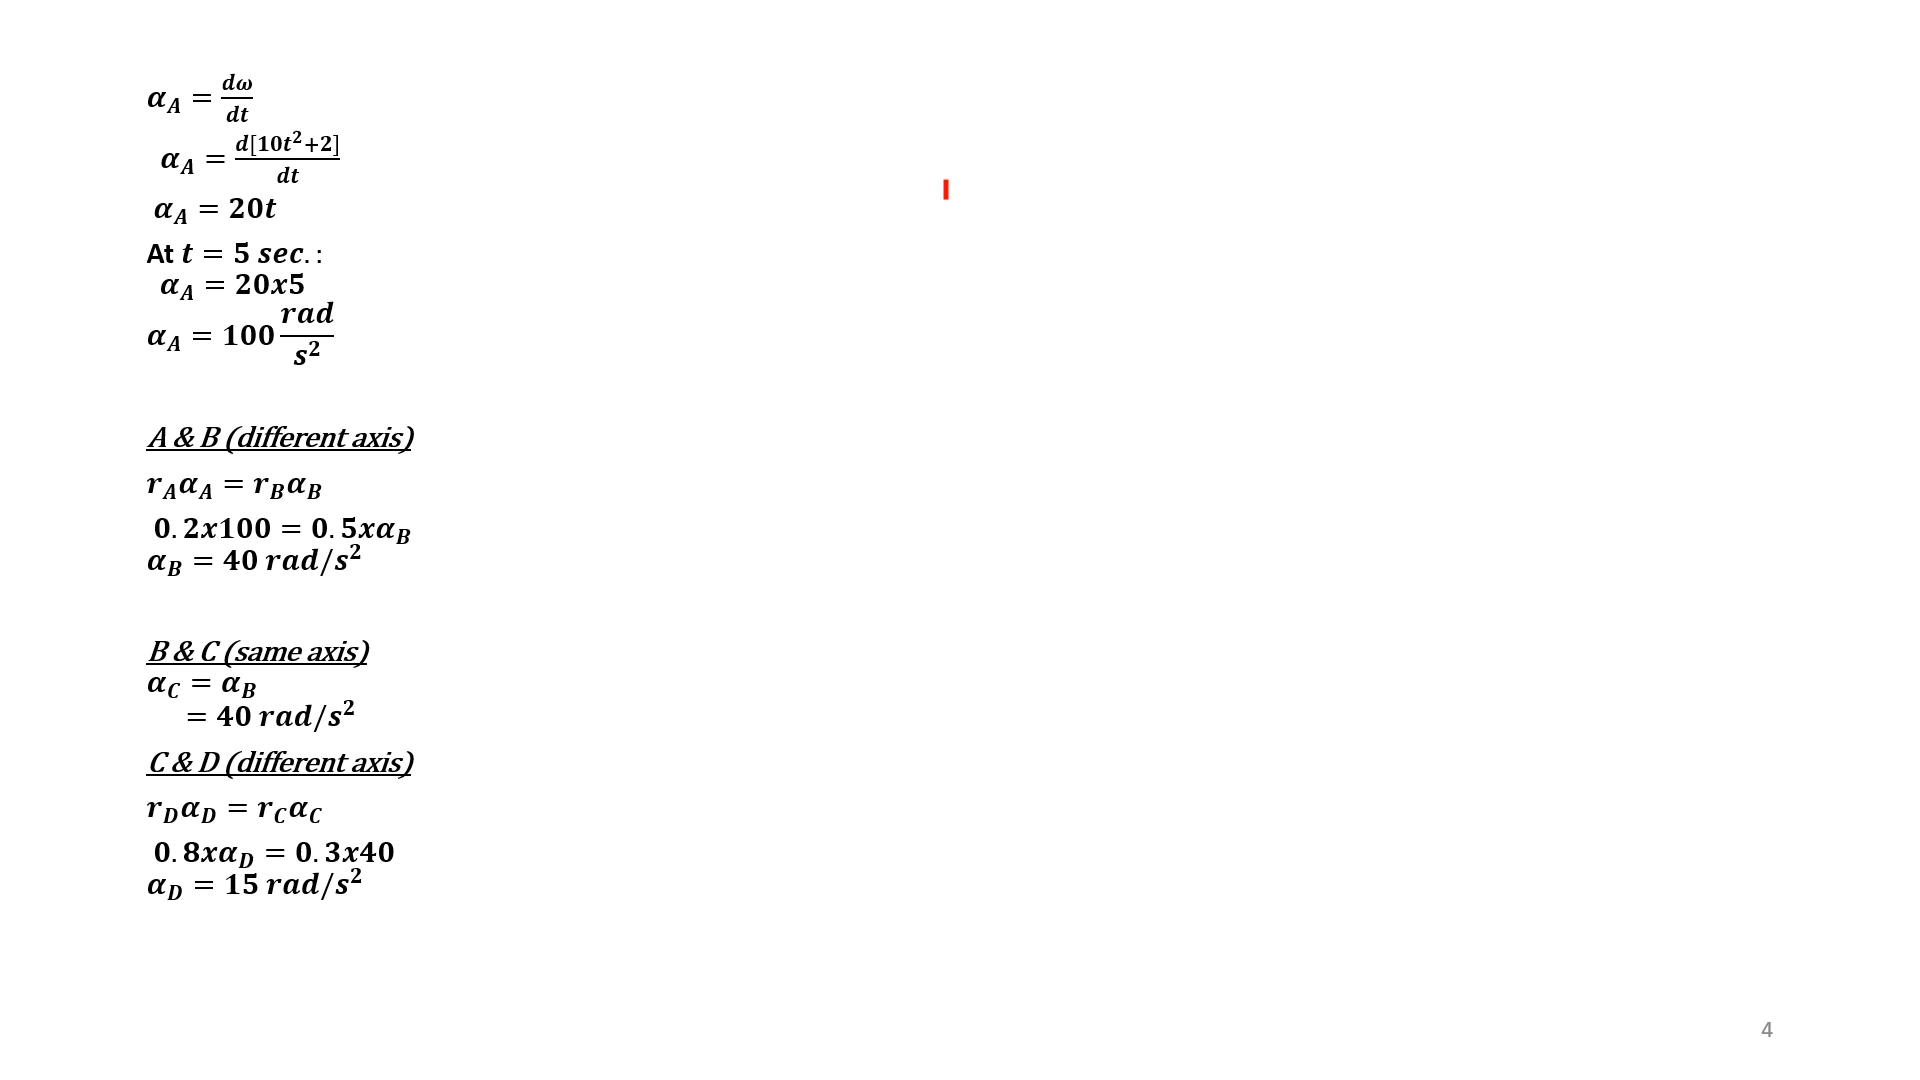 α_A = dω/dt
α_A = d[10t²+2]/dt
α_A = 20t
At t = 5 sec. :
α_A = 20x5
α_A = 100 rad/s²
A & B (different axis)
r_Aα_A = r_Bα_B
0.2x100 = 0.5xα_B
α_B = 40 rad/s²
B & C (same axis)
α_C = α_B
= 40 rad/s²
C & D (different axis)
r_Dα_D = r_Cα_C
0.8xα_D = 0.3x40
α_D = 15 rad/s²
4